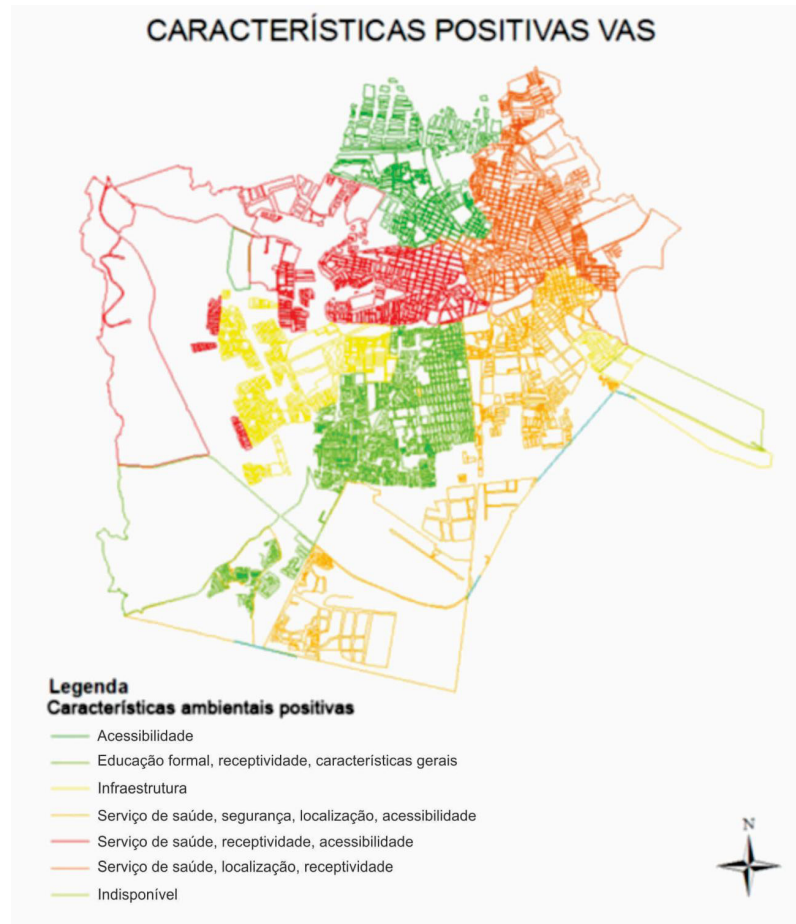 CARACTERÍSTICAS POSITIVAS VAS
Legenda
Características ambientais positivas
Acessibilidade
Educação formal, receptividade, características gerais
Infraestrutura
Serviço de saúde, segurança, localização, acessibilidade
Serviço de saúde, receptividade, acessibilidade
Serviço de saúde, localização, receptividade
Indisponível
N